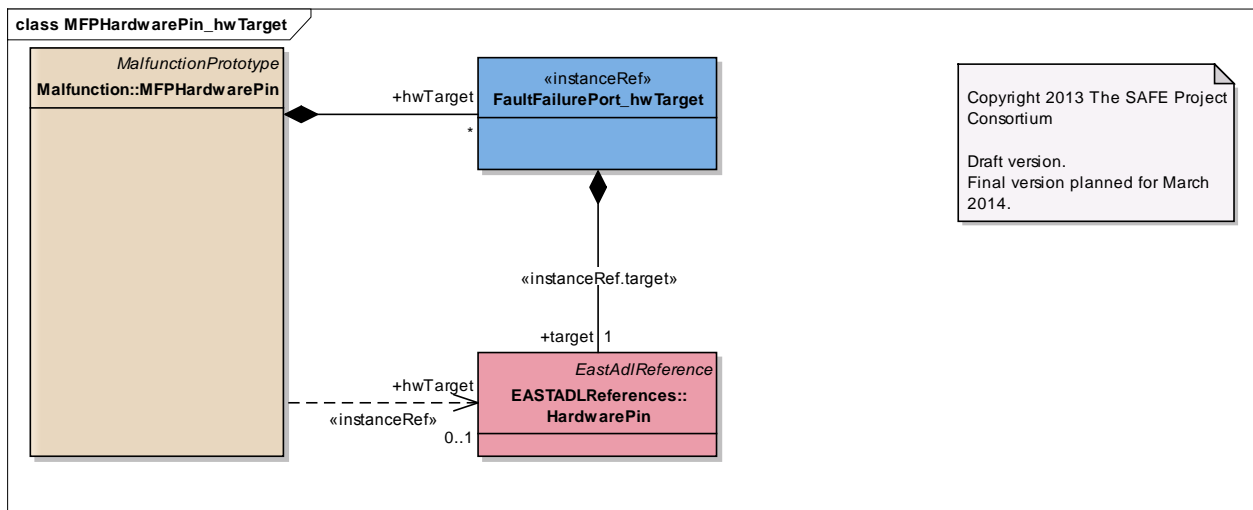 class MFPHardwarePin_hwTarget
MalfunctionPrototype
Malfunction::MFPHardwarePin
+hwTarget
*
«instanceRef»
FaultFailurePort_hwTarget
Copyright 2013 The SAFE Project
Consortium
Draft version.
Final version planned for March
2014.
«instanceRef.target»
+target 1
+hwTarget
«instanceRef»
0..1
EastAdlReference
EASTADLReferences::
HardwarePin